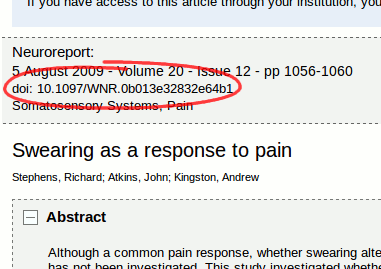 If you have access to this article through your institution, you
Neuroreport:
5 August 2009 - Volume 20 - Issue 12 - pp 1056-1060
doi: 10.1097/WNR.0b013e32832e64b1
Somatosensory Systems, Pain
Swearing as a response to pain
Stephens, Richard; Atkins, John; Kingston, Andrew
Abstract
Although a common pain response, whether swearing alte
has not been investigated. This study investigated whethe